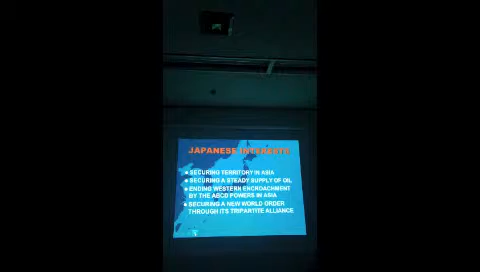 JAPANESE INTERESTS
SECURING TERRITORY IN ASIA
SECURING A STEADY SUPPLY OF OIL
ENDING WESTERN ENCROACHMENT
BY THE ABCD POWERS IN ASIA
SECURING A NEW WORLD ORDER
THROUGH ITS TRIPARTITE ALLIANCE